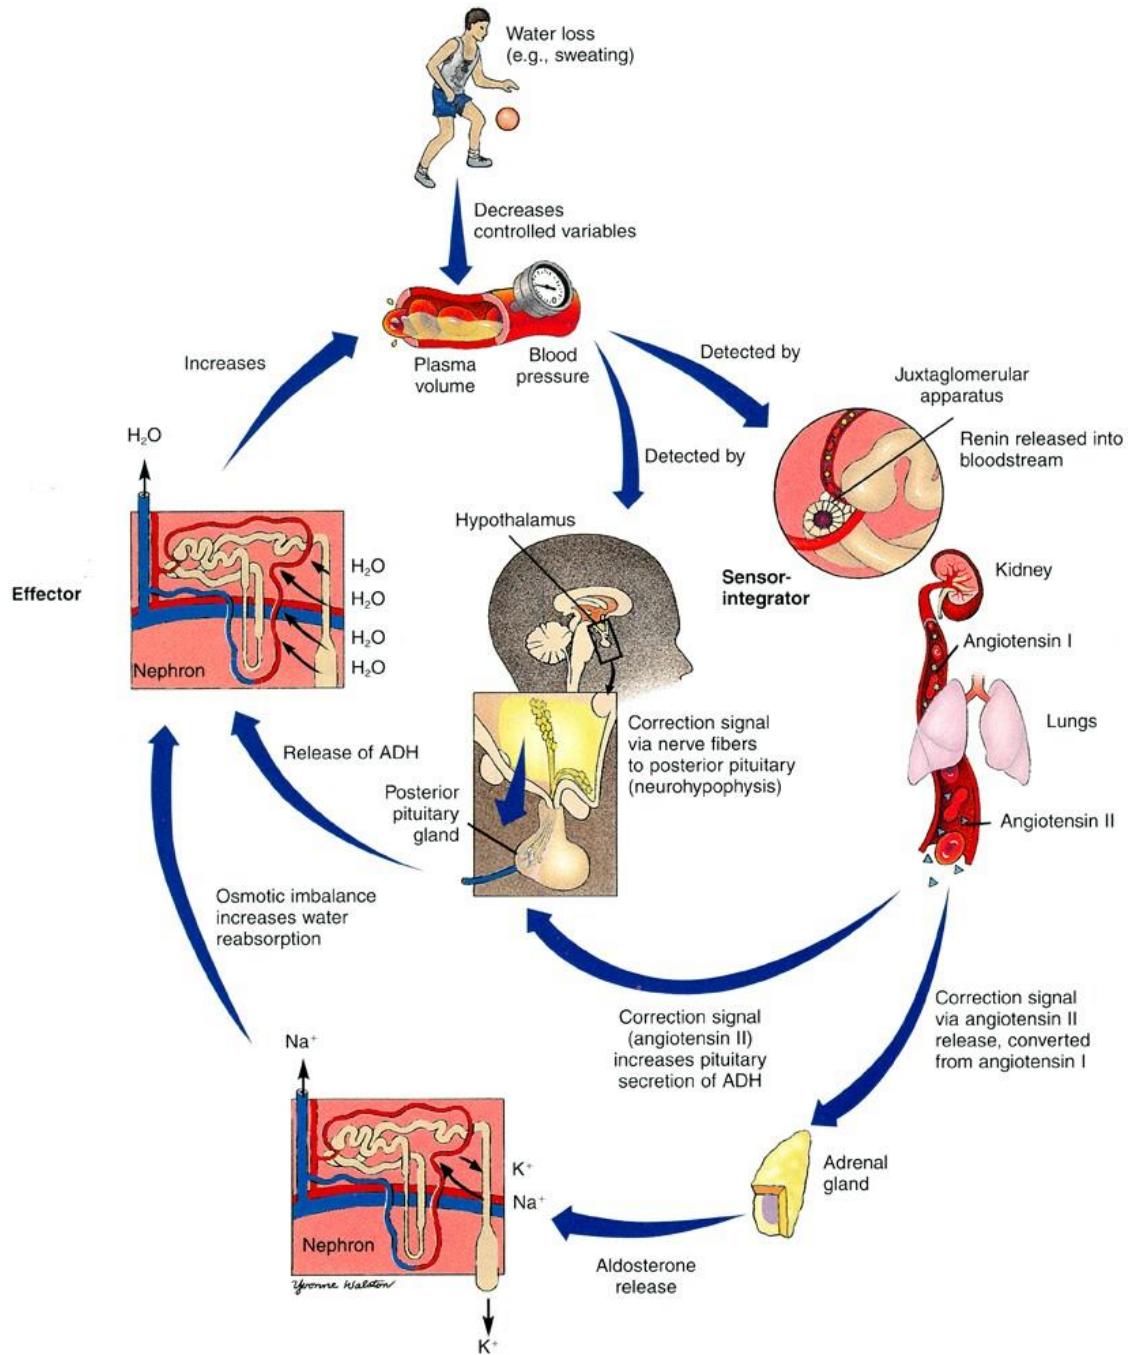 Water loss
(e.g., sweating)
Decreases
controlled variables
Increases
Plasma
volume
Blood
pressure
Detected by
Juxtaglomerular
apparatus
Renin released into
bloodstream
Detected by
H₂O
Hypothalamus
Effector
H₂O
H₂O
H₂O
H₂O
Nephron
Sensor-
integrator
Kidney
Angiotensin I
Lungs
Angiotensin II
Release of ADH
Correction signal
via nerve fibers
to posterior pituitary
(neurohypophysis)
Posterior
pituitary
gland
Osmotic imbalance
increases water
reabsorption
Correction signal
(angiotensin II)
increases pituitary
secretion of ADH
Correction signal
via angiotensin II
release, converted
from angiotensin I
Na⁺
K⁺
Na⁺
Nephron
Adrenal
gland
Aldosterone
release
Yvonne Walston
K⁺